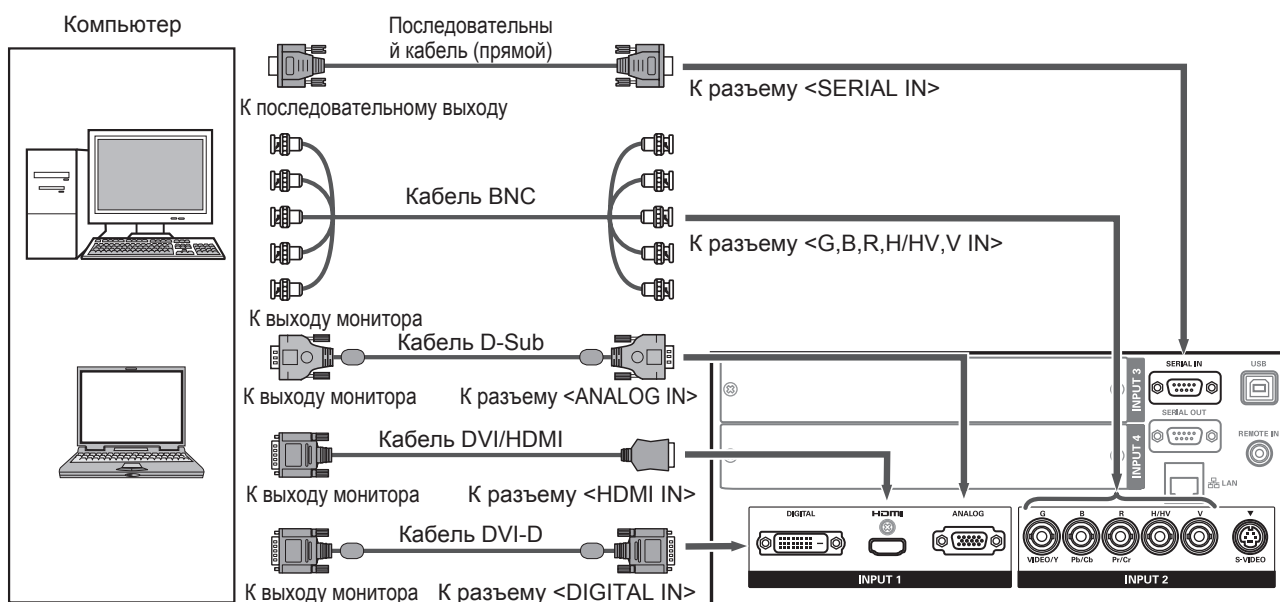 Компьютер
Последовательны
й кабель (прямой)
К разъему <SERIAL IN>
К последовательному выходу
Кабель BNC
К разъему <G,B,R,H/HV,V IN>
К выходу монитора
Кабель D-Sub
К выходу монитора
К разъему <ANALOG IN>
Кабель DVI/HDMI
К выходу монитора
К разъему <HDMI IN>
Кабель DVI-D
К выходу монитора
К разъему <DIGITAL IN>
INPUT 3
SERIAL IN
USB
SERIAL OUT
INPUT 4
REMOTE IN
LAN
DIGITAL
HDMI
ANALOG
INPUT 1
G
B
R
H/HV
V
VIDEO/Y
Pb/Cb
Pr/Cr
S-VIDEO
INPUT 2